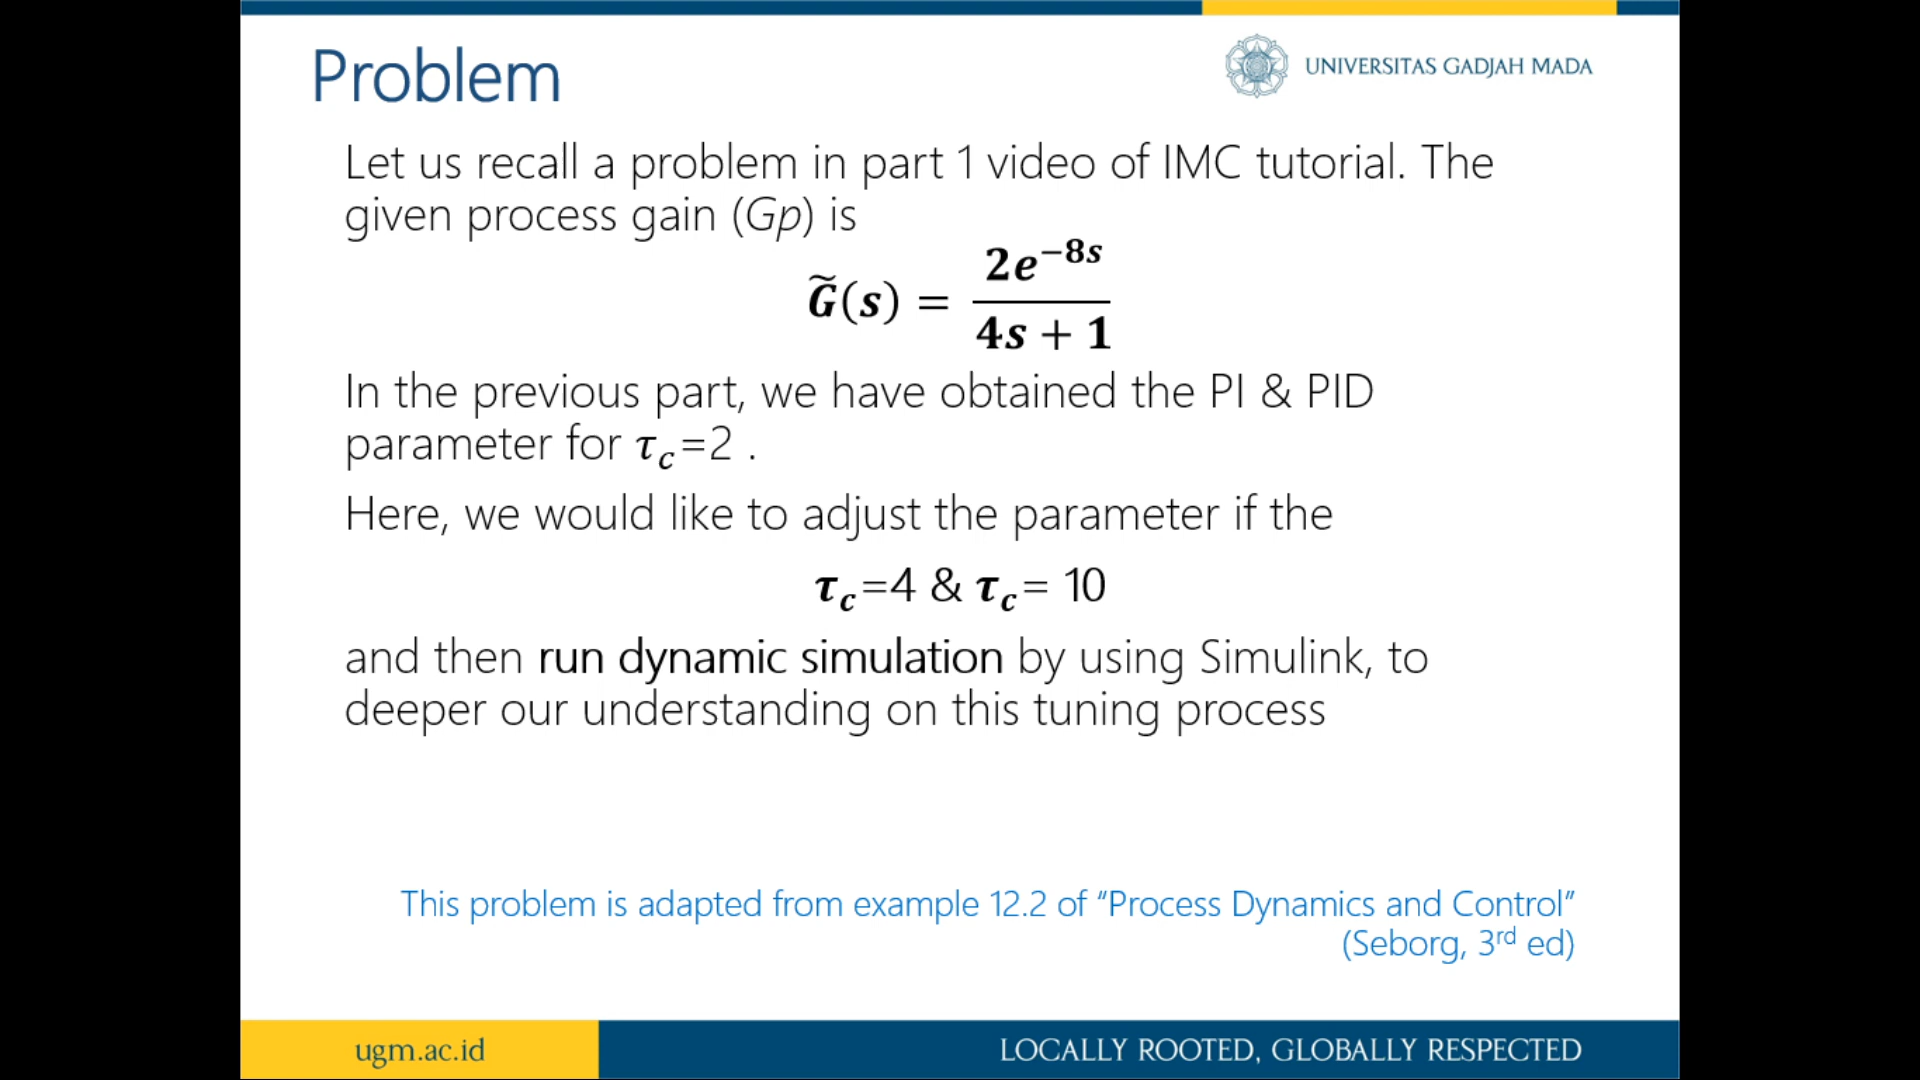 Problem
UNIVERSITAS GADJAH MADA
Let us recall a problem in part 1 video of IMC tutorial. The
given process gain (Gp) is
G̃(s) = 2e^{-8s} / 4s + 1
In the previous part, we have obtained the PI & PID
parameter for τ_c=2 .
Here, we would like to adjust the parameter if the
τ_c=4 & τ_c= 10
and then run dynamic simulation by using Simulink, to
deeper our understanding on this tuning process
This problem is adapted from example 12.2 of “Process Dynamics and Control”
(Seborg, 3rd ed)
ugm.ac.id
LOCALLY ROOTED, GLOBALLY RESPECTED